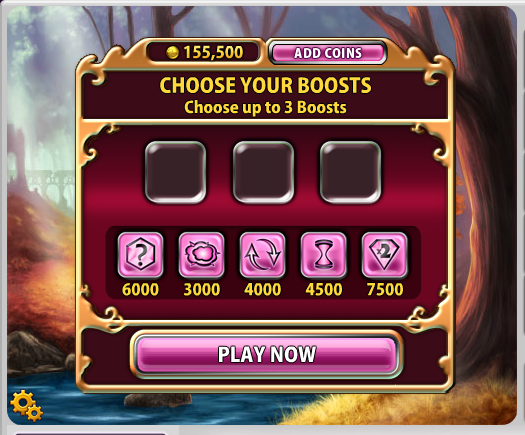 155,500 ADD COINS
CHOOSE YOUR BOOSTS
Choose up to 3 Boosts
? x2
6000 3000 4000 4500 7500
PLAY NOW